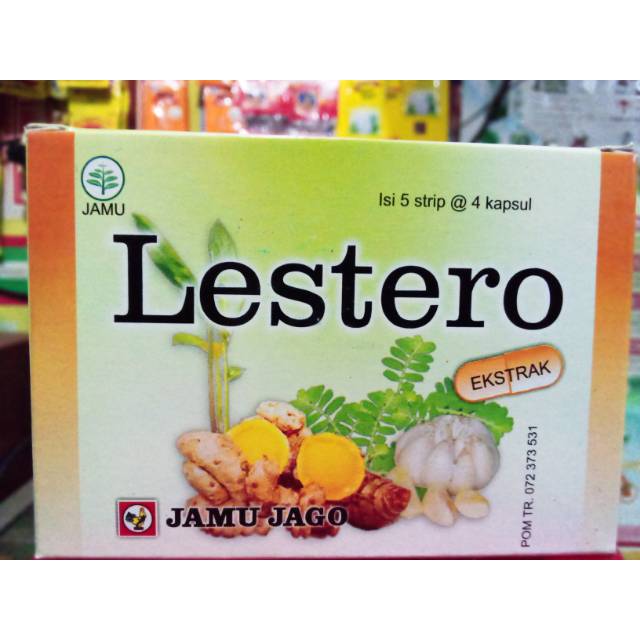 JAMU
Isi 5 strip @ 4 kapsul
Lestero
EKSTRAK
JAMU JAGO
POM TR. 072 373 531